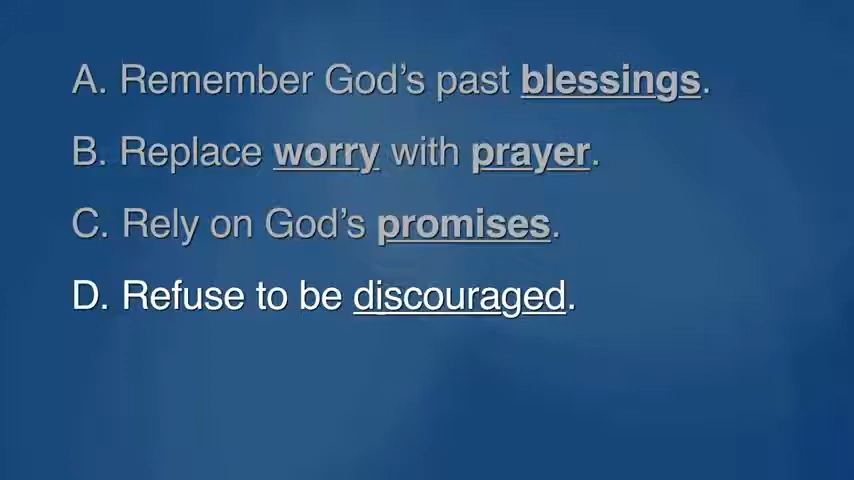 A. Remember God’s past blessings.
B. Replace worry with prayer.
C. Rely on God’s promises.
D. Refuse to be discouraged.